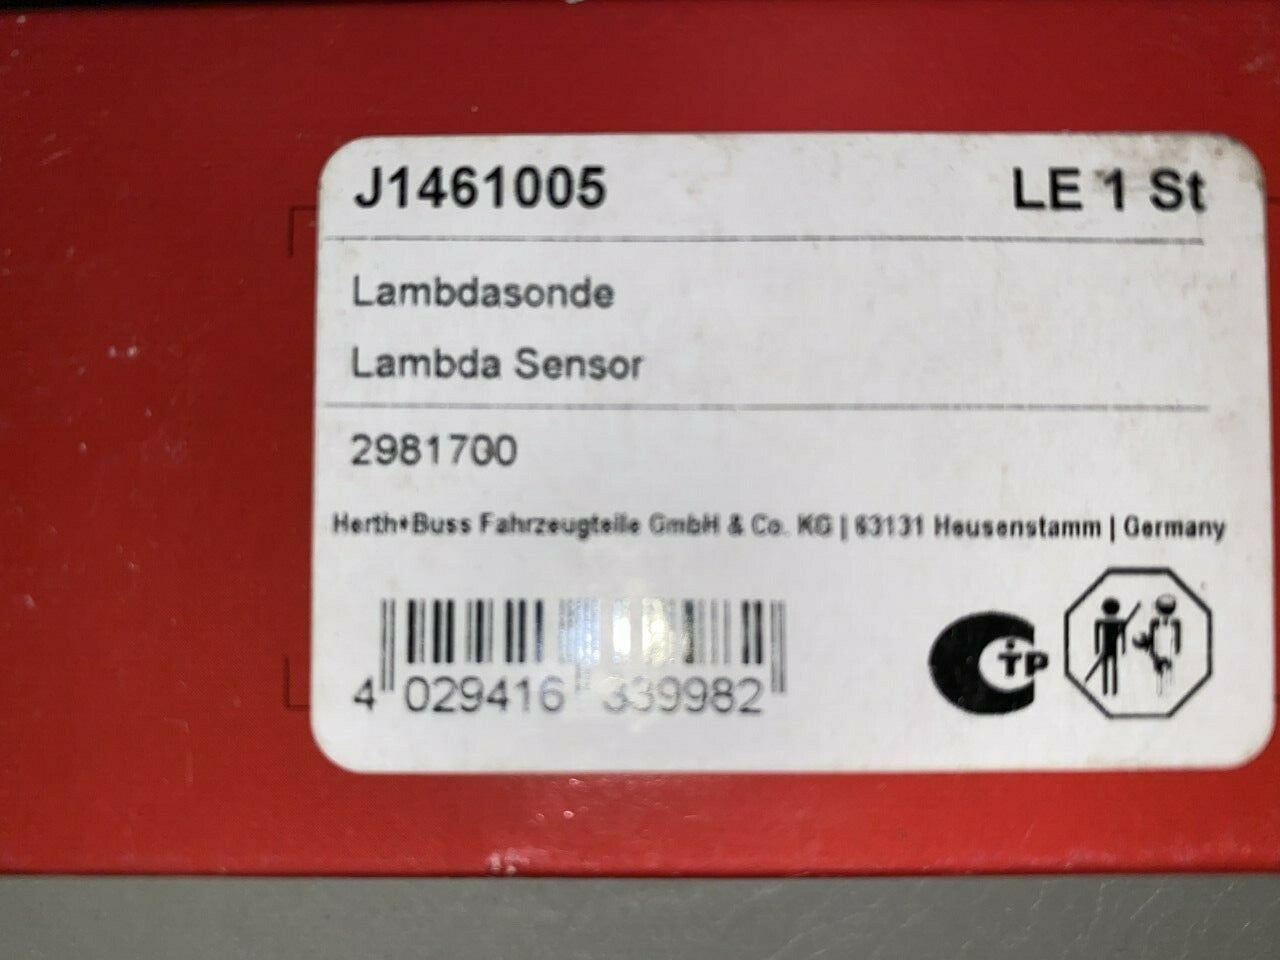 J1461005 LE 1 St
Lambdasonde
Lambda Sensor
2981700
Herth+Buss Fahrzeugteile GmbH & Co. KG | 63131 Heusenstamm | Germany
4 029416 339982
TP